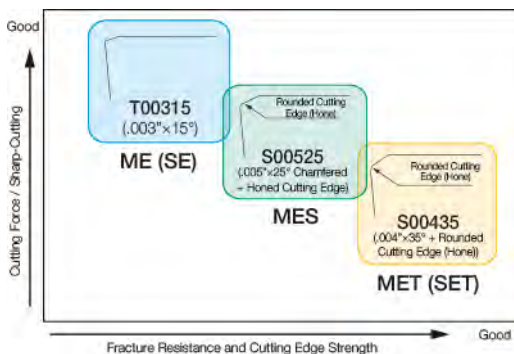 Good
Cutting Force / Sharp-Cutting
T00315
(.003"×15°)
ME (SE)
Rounded Cutting
Edge (Hone)
S00525
(.005"×25° Chamfered
+ Honed Cutting Edge)
MES
Rounded Cutting
Edge (Hone)
S00435
(.004"×35° + Rounded
Cutting Edge (Hone))
MET (SET)
Fracture Resistance and Cutting Edge Strength
Good